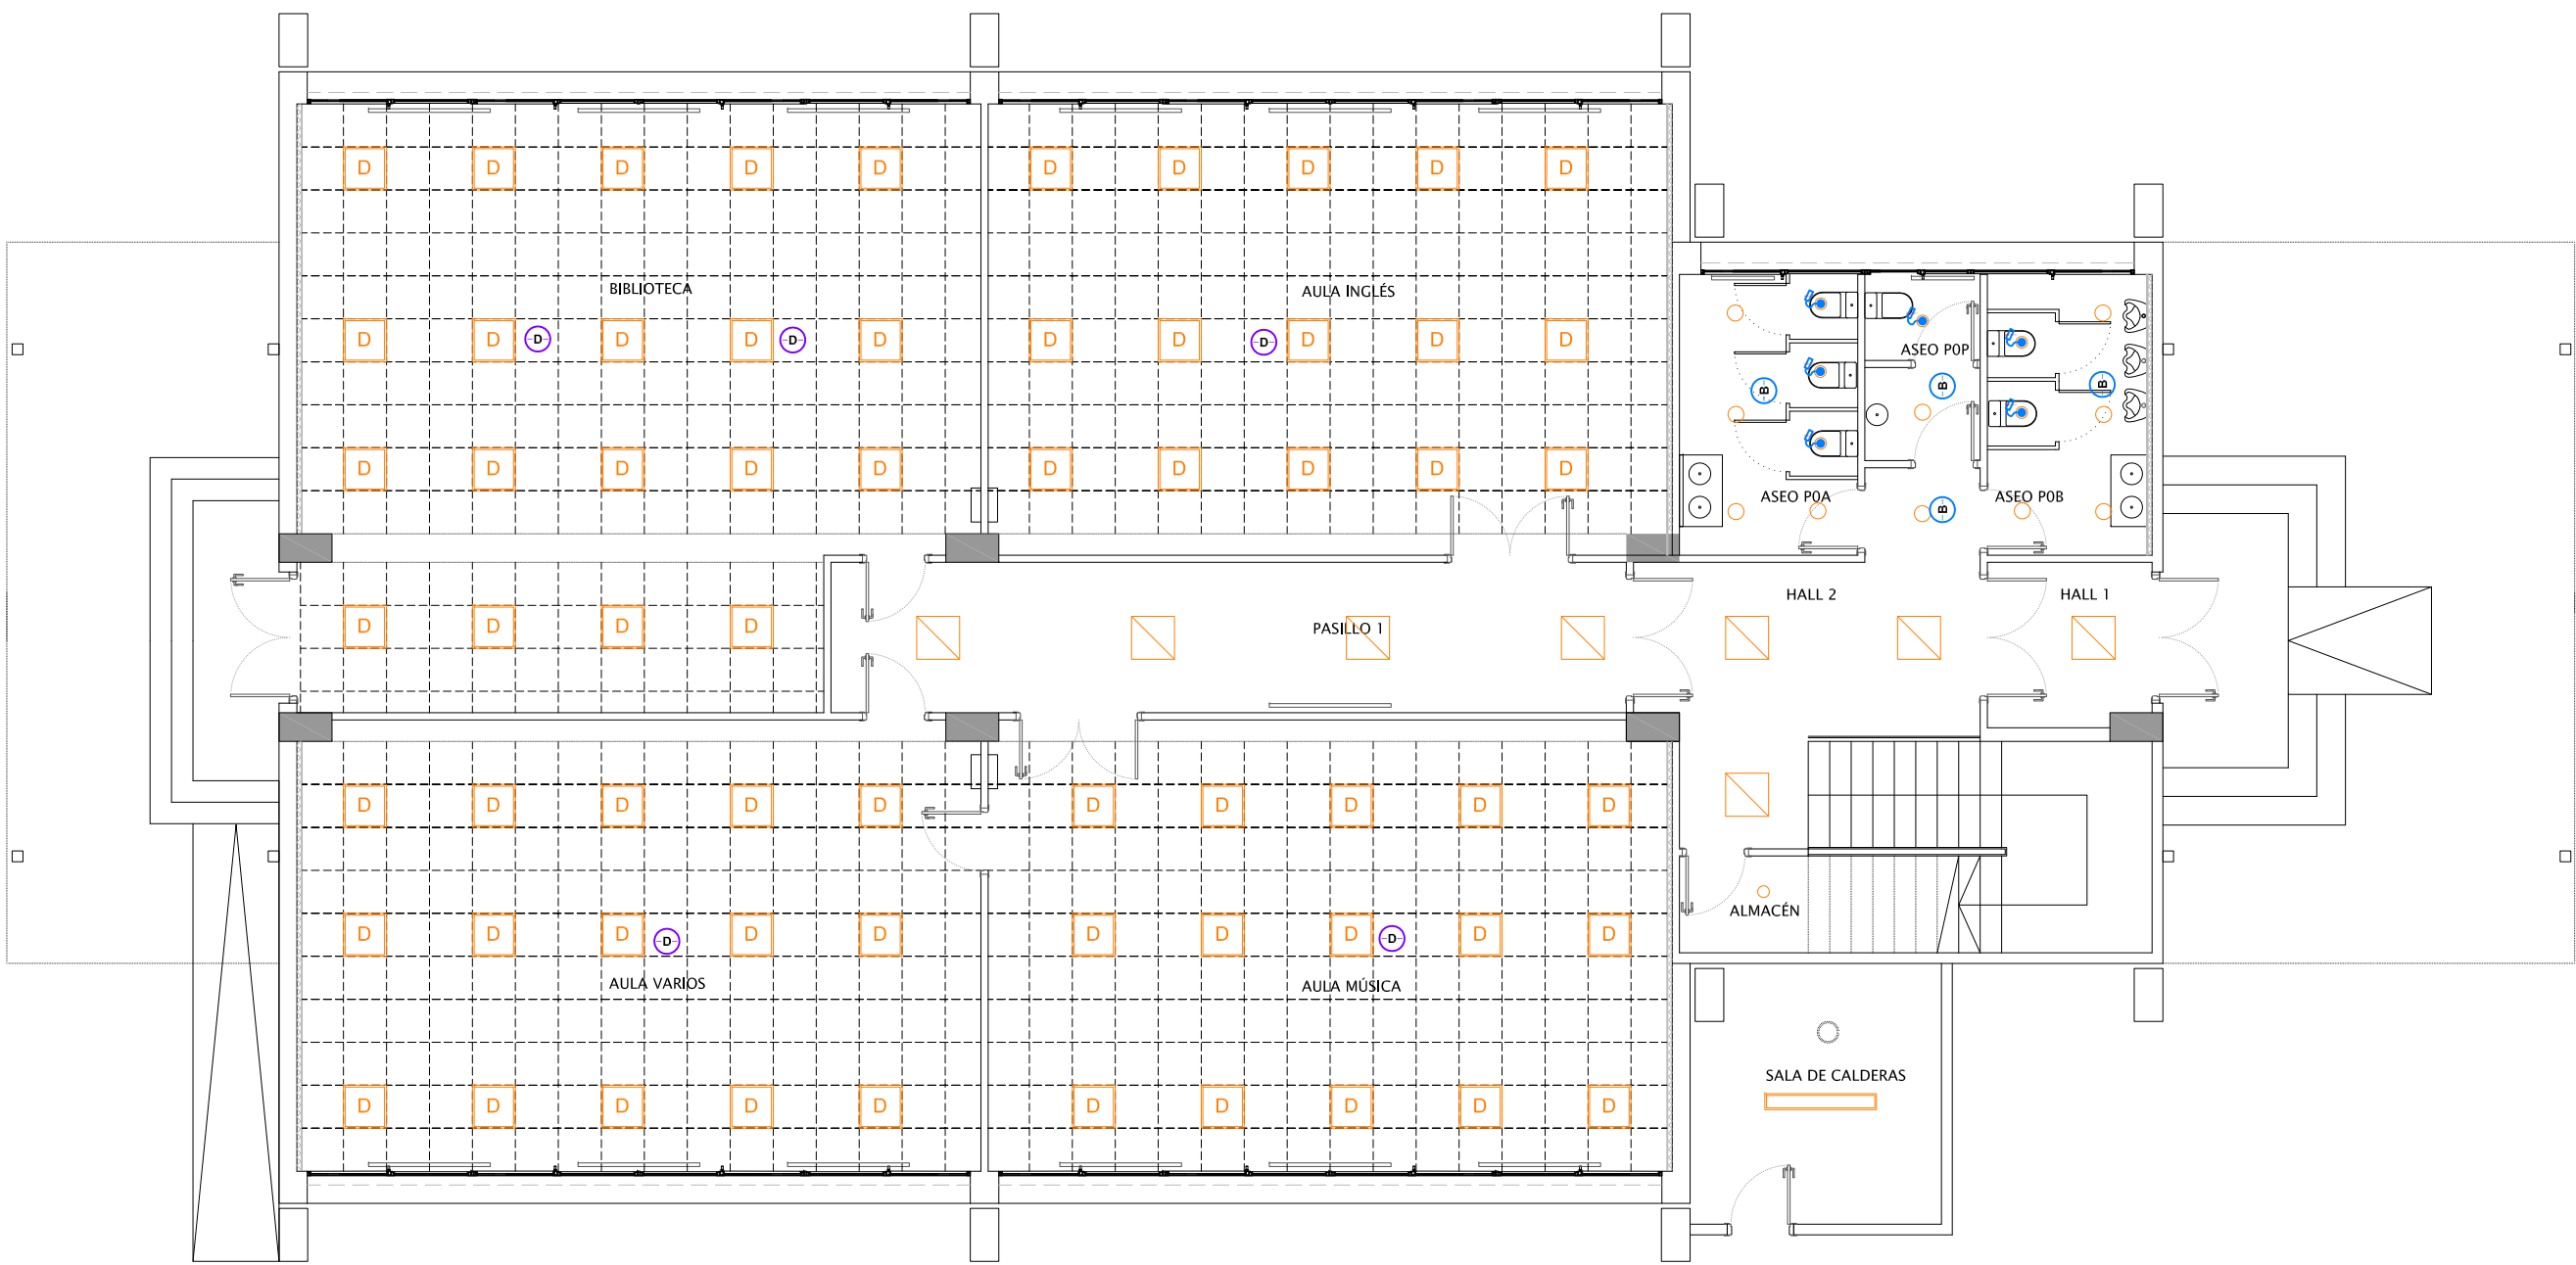 D D D D D D D D D D
BIBLIOTECA
AULA INGLÉS
D D -D- D D -D- D D D -D- D D D
ASEO P0P
B B B
D D D D D D D D D D
ASEO P0A
ASEO P0B
B
HALL 2
HALL 1
D D D D
PASILLO 1
D D D D D D D D D D
ALMACÉN
D D D -D- D D D D D -D- D D
AULA VARIOS
AULA MÚSICA
SALA DE CALDERAS
D D D D D D D D D D